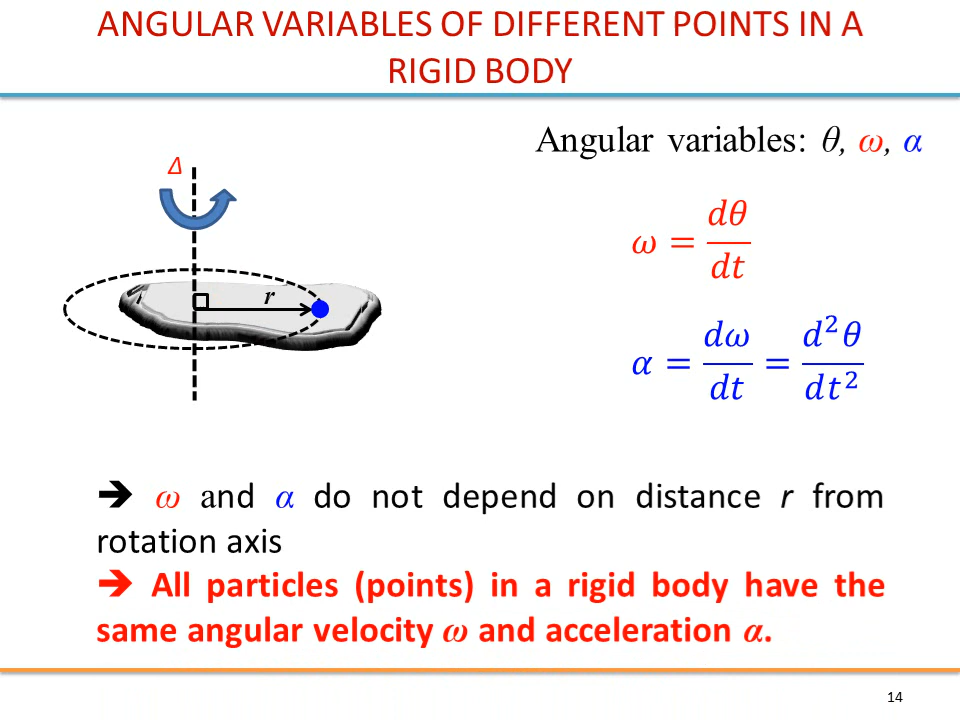 ANGULAR VARIABLES OF DIFFERENT POINTS IN A
RIGID BODY
Angular variables: θ, ω, α
Δ
ω = dθ/dt
r
α = dω/dt = d²θ/dt²
➔ ω and α do not depend on distance r from
rotation axis
➔ All particles (points) in a rigid body have the
same angular velocity ω and acceleration α.
14